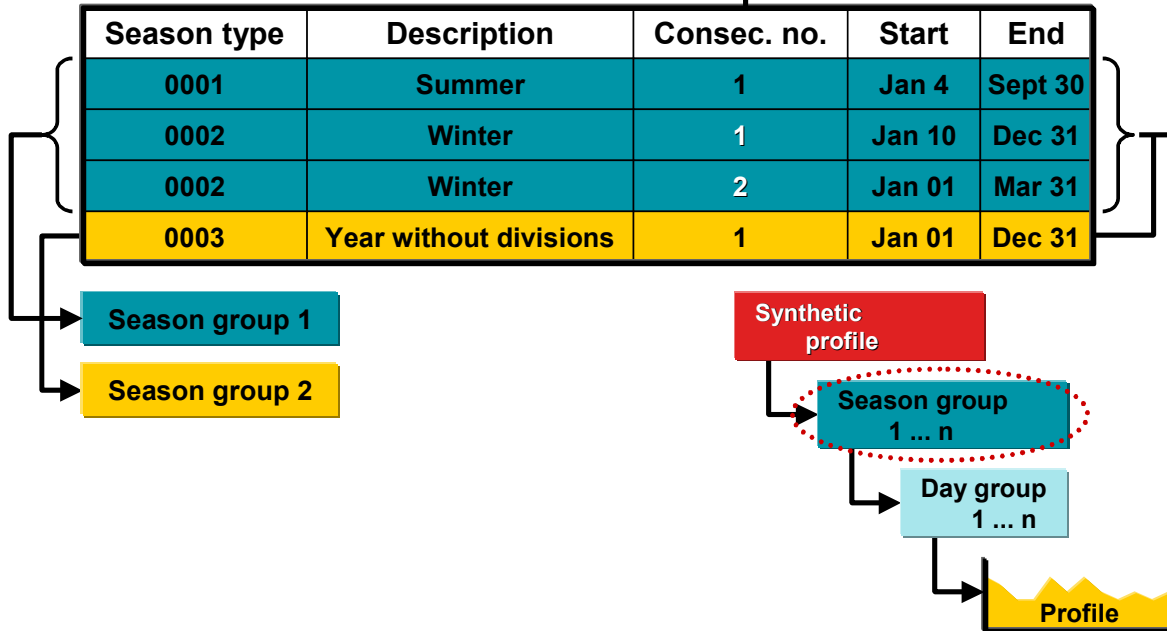 Season type Description Consec. no. Start End
0001 Summer 1 Jan 4 Sept 30
0002 Winter 1 Jan 10 Dec 31
0002 Winter 2 Jan 01 Mar 31
0003 Year without divisions 1 Jan 01 Dec 31
Season group 1
Season group 2
Synthetic
profile
Season group
1 ... n
Day group
1 ... n
Profile